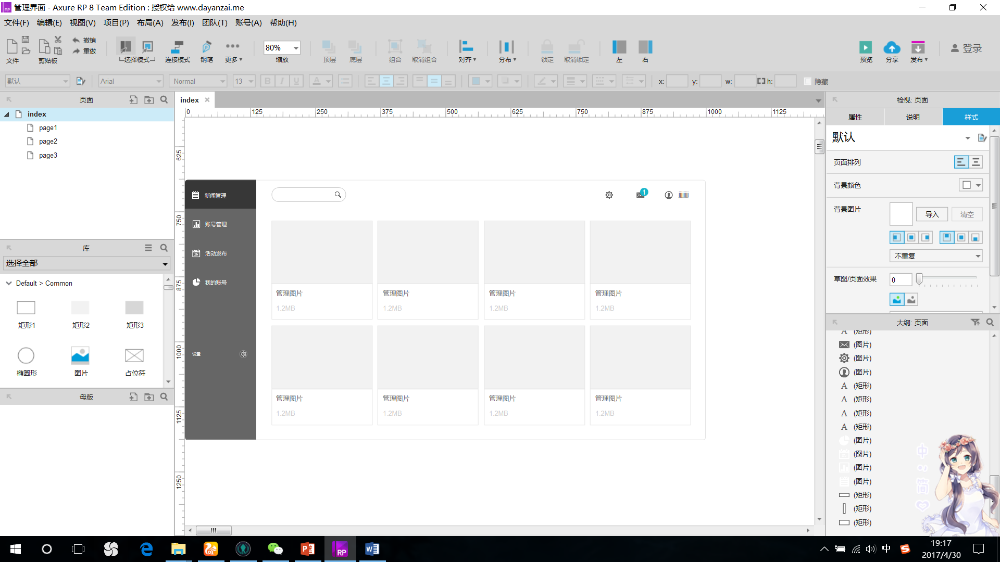 管理界面 - Axure RP 8 Team Edition : 授权给 www.dayanzai.me
文件(F) 编辑(E) 视图(V) 项目(P) 布局(A) 发布(I) 团队(T) 账号(A) 帮助(H)
撤销
重做
文件 剪贴板 选择模式 连接模式 钢笔 更多 80% 缩放 顶层 底层 组合 取消组合 对齐 分布 锁定 取消锁定 左 右 预览 分享 发布 登录
默认 Arial Normal 13 B I U A x: y: w: h: 隐藏
页面
index
page1
page2
page3
库
选择全部
Default > Common
矩形1 矩形2 矩形3
椭圆形 图片 占位符
母版
index
0 125 250 375 500 625 750 875 1000 1125
625
750
875
1000
1125
1250
新闻管理
账号管理
25
活动发布
我的账号
设置
1
管理图片 管理图片 管理图片 管理图片
1.2MB 1.2MB 1.2MB 1.2MB
管理图片 管理图片 管理图片 管理图片
1.2MB 1.2MB 1.2MB 1.2MB
检视: 页面
属性 说明 样式
默认
页面排列
背景颜色
背景图片 导入 清空
不重复
草图/页面效果 0
大纲: 页面
A (矩形)
(图片)
(图片)
(图片)
A (矩形)
A (矩形)
A (矩形)
A (矩形)
(图片)
(图片)
(图片)
(图片)
(矩形)
(矩形)
(矩形)
中
简
RP
中
19:17
2017/4/30